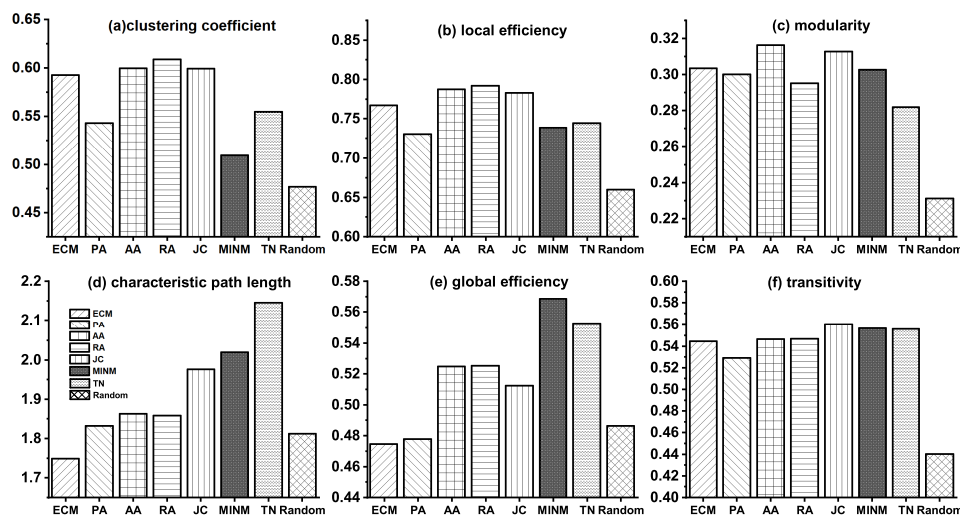 (a)clustering coefficient
0.65
0.60
0.55
0.50
0.45
ECM PA AA RA JC MINM TN Random
(b) local efficiency
0.85
0.80
0.75
0.70
0.65
0.60
ECM PA AA RA JC MINM TN Random
(c) modularity
0.32
0.30
0.28
0.26
0.24
0.22
ECM PA AA RA JC MINM TN Random
(d) characteristic path length
2.2
2.1
2.0
1.9
1.8
1.7
ECM
PA
AA
RA
JC
MINM
TN
Random
ECM PA AA RA JC MINM TN Random
(e) global efficiency
0.58
0.56
0.54
0.52
0.50
0.48
0.46
0.44
ECM PA AA RA JC MINM TN Random
(f) transitivity
0.60
0.58
0.56
0.54
0.52
0.50
0.48
0.46
0.44
0.42
0.40
ECM PA AA RA JC MINM TN Random